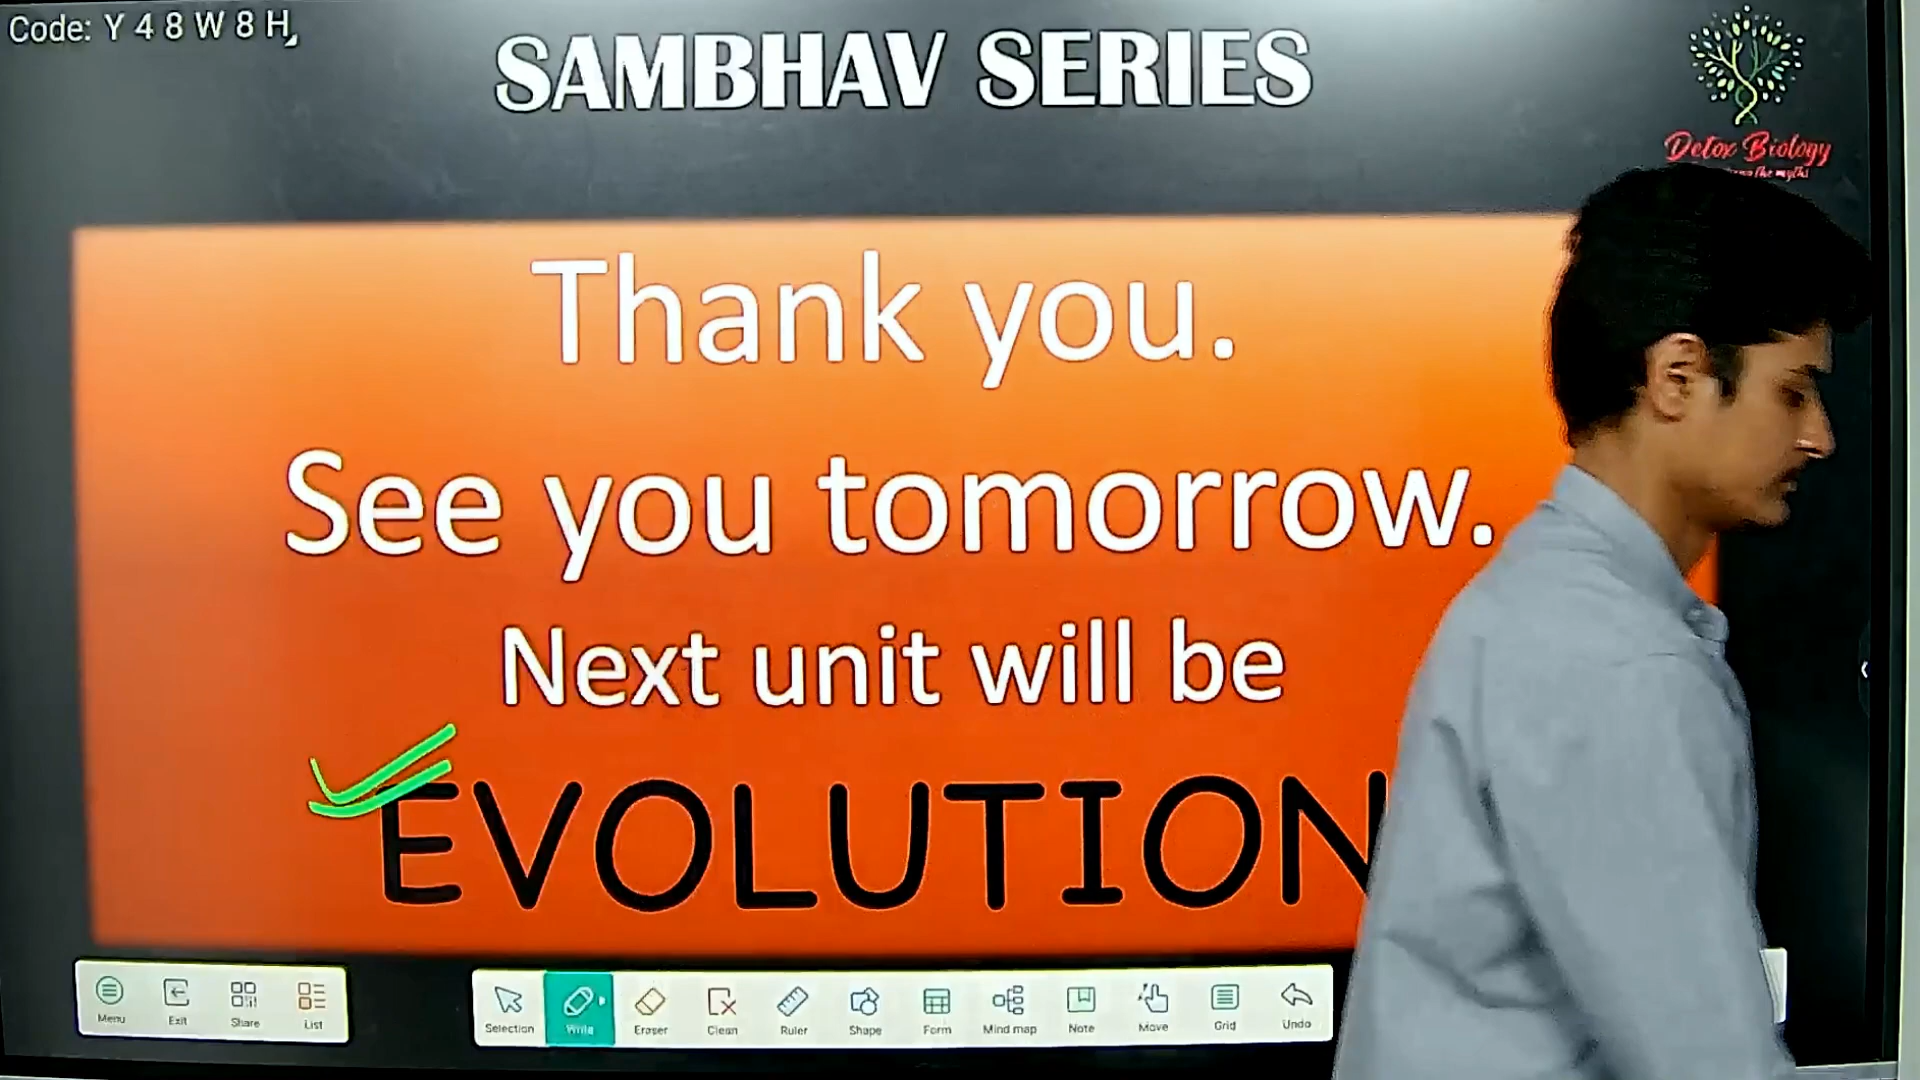 Code: Y 4 8 W 8 H
SAMBHAV SERIES
Detox Biology
Thank you.
See you tomorrow.
Next unit will be
EVOLUTION
Menu Exit Share List
Selection Write Eraser Clean Ruler Shape Form Mind map Note Move Grid Undo